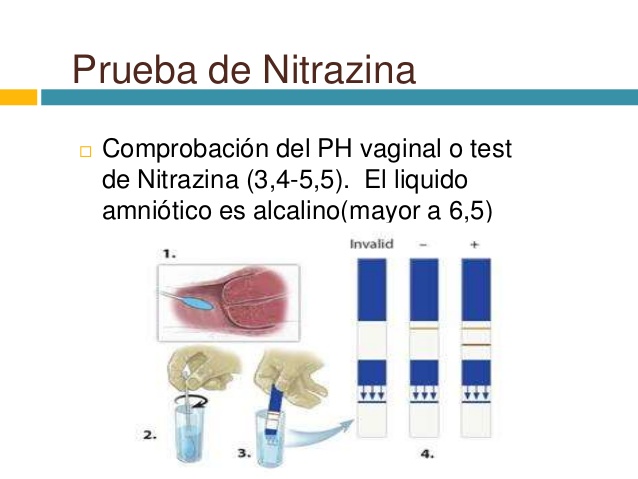 Prueba de Nitrazina
Comprobación del PH vaginal o test
de Nitrazina (3,4-5,5). El liquido
amniótico es alcalino(mayor a 6,5)
Invalid - +
1.
2.
3.
4.